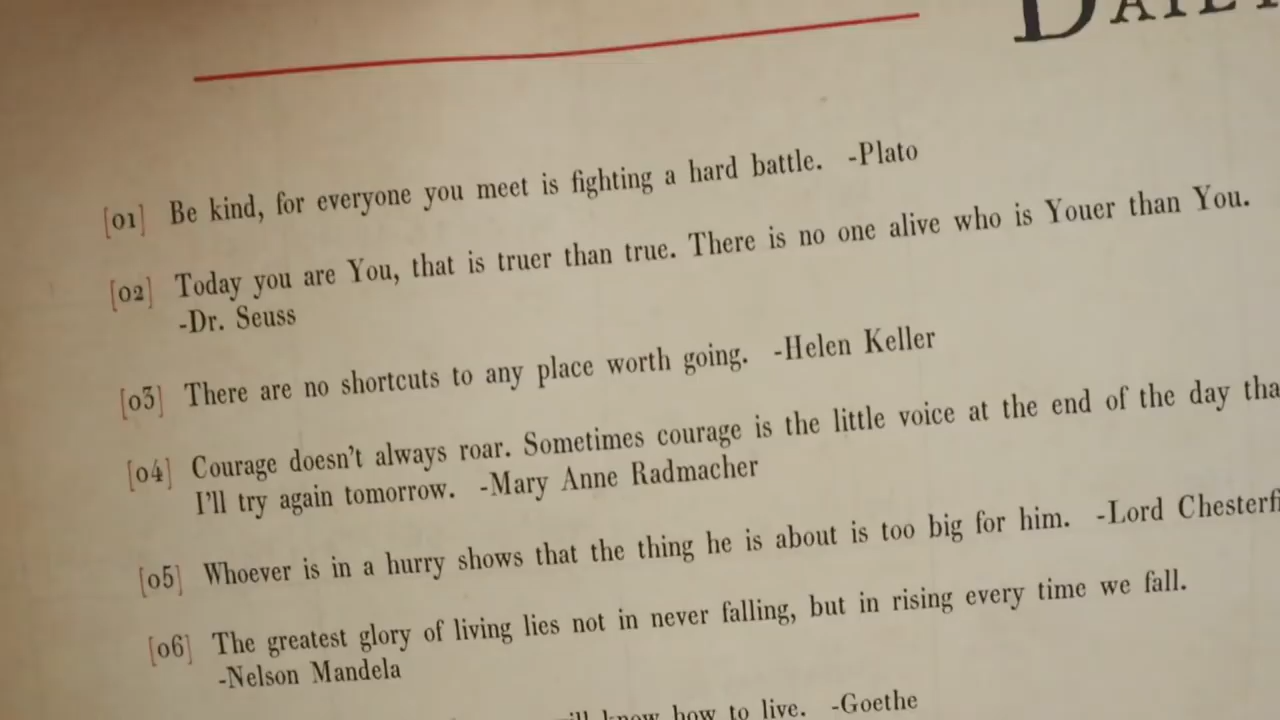 [01] Be kind, for everyone you meet is fighting a hard battle. -Plato
[02] Today you are You, that is truer than true. There is no one alive who is Youer than You.
-Dr. Seuss
[03] There are no shortcuts to any place worth going. -Helen Keller
[04] Courage doesn't always roar. Sometimes courage is the little voice at the end of the day
I'll try again tomorrow. -Mary Anne Radmacher
[05] Whoever is in a hurry shows that the thing he is about is too big for him. -Lord
[06] The greatest glory of living lies not in never falling, but in rising every time we fall.
-Nelson Mandela
know how to live. -Goethe